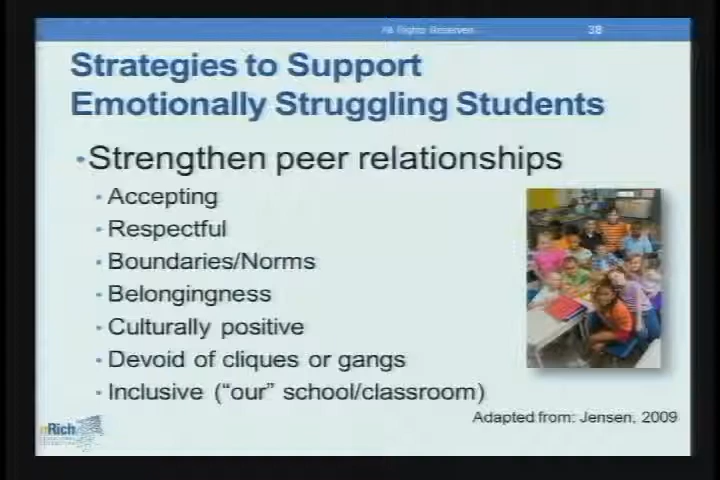 All Rights Reserved
38
Strategies to Support
Emotionally Struggling Students
•Strengthen peer relationships
• Accepting
• Respectful
• Boundaries/Norms
• Belongingness
• Culturally positive
• Devoid of cliques or gangs
• Inclusive (“our” school/classroom)
Adapted from: Jensen, 2009
nRich